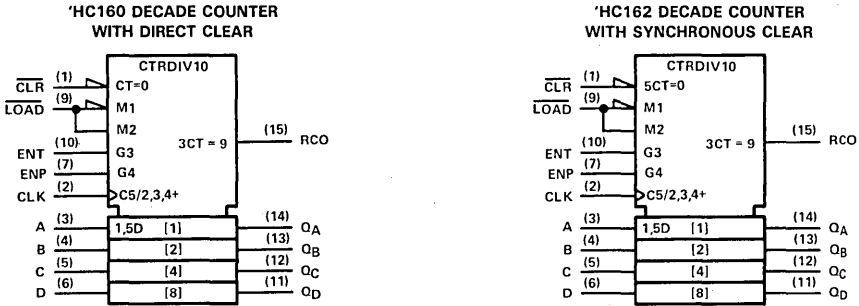 'HC160 DECADE COUNTER
WITH DIRECT CLEAR
CTRDIV10
CLR (1) CT=0
LOAD (9) M1
M2
3CT = 9 (15) RCO
ENT (10) G3
ENP (7) G4
CLK (2) C5/2,3,4+
A (3) 1,5D [1] (14) QA
B (4) [2] (13) QB
C (5) [4] (12) QC
D (6) [8] (11) QD
'HC162 DECADE COUNTER
WITH SYNCHRONOUS CLEAR
CTRDIV10
CLR (1) 5CT=0
LOAD (9) M1
M2
3CT = 9 (15) RCO
ENT (10) G3
ENP (7) G4
CLK (2) C5/2,3,4+
A (3) 1,5D [1] (14) QA
B (4) [2] (13) QB
C (5) [4] (12) QC
D (6) [8] (11) QD